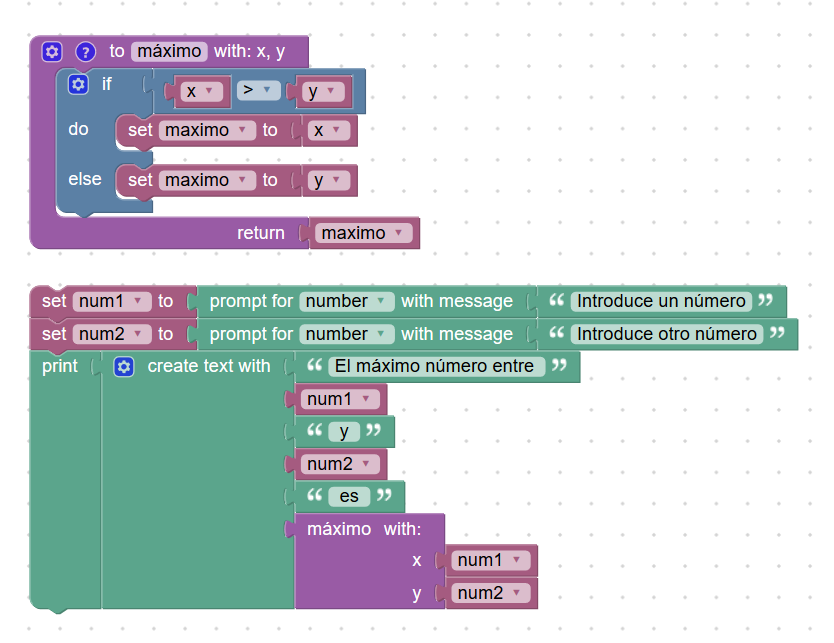 ? to máximo with: x, y
if x > y
do set maximo to x
else set maximo to y
return maximo
set num1 to prompt for number with message “ Introduce un número ”
set num2 to prompt for number with message “ Introduce otro número ”
print create text with “ El máximo número entre ”
num1
“ y ”
num2
“ es ”
máximo with:
x num1
y num2